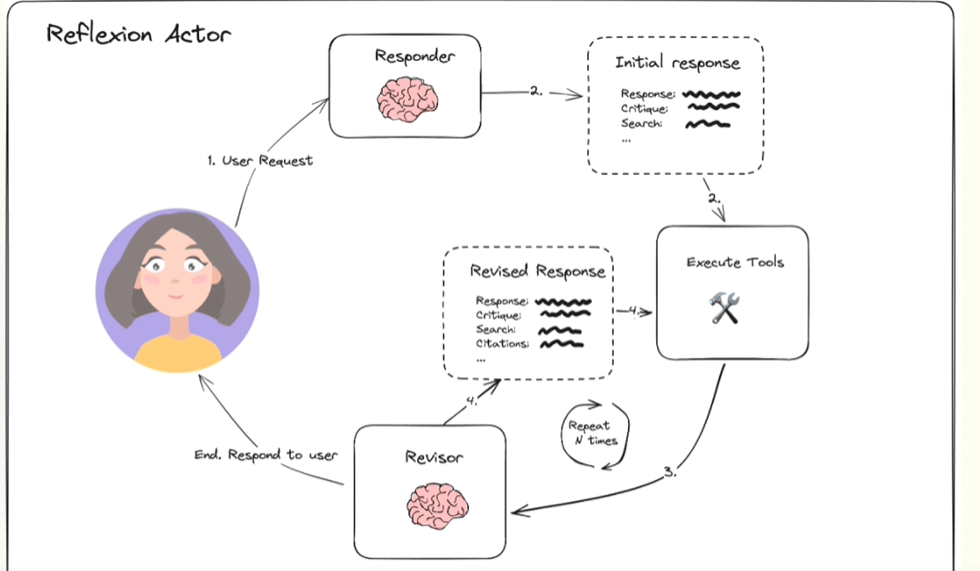 Reflexion Actor
Responder
2.
Initial response
Response:
Critique:
Search:
...
1. User Request
2.
Execute Tools
Revised Response
Response:
Critique:
Search:
Citations:
...
4.
4.
Repeat
N times
3.
Revisor
End. Respond to user